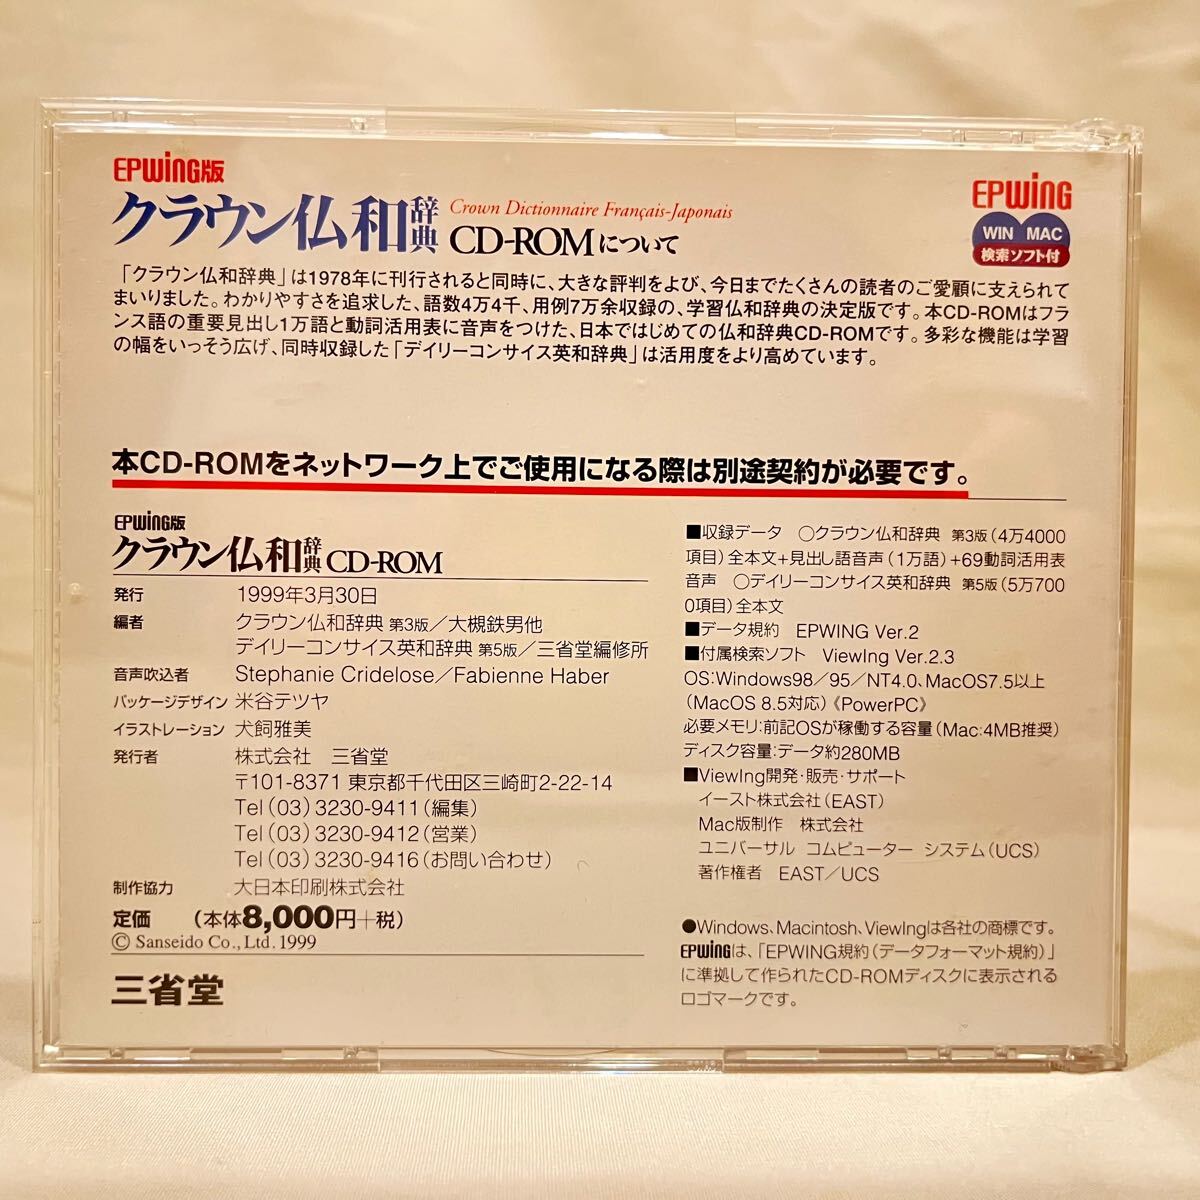 EPWING版
クラウン仏和辞典 Crown Dictionnaire Français-Japonais
CD-ROMについて
EPWING
WIN MAC
検索ソフト付
「クラウン仏和辞典」は1978年に刊行されると同時に、大きな評判をよび、今日までたくさんの読者のご愛顧に支えられて
まいりました。わかりやすさを追求した、語数4万4千、用例7万余収録の、学習仏和辞典の決定版です。本CD-ROMはフラ
ンス語の重要見出し1万語と動詞活用表に音声をつけた、日本ではじめての仏和辞典CD-ROMです。多彩な機能は学習
の幅をいっそう広げ、同時収録した「デイリーコンサイス英和辞典」は活用度をより高めています。
本CD-ROMをネットワーク上でご使用になる際は別途契約が必要です。
EPWING版
クラウン仏和辞典 CD-ROM
発行 1999年3月30日
編者 クラウン仏和辞典 第3版／大槻鉄男他
デイリーコンサイス英和辞典 第5版／三省堂編修所
音声吹込者 Stephanie Cridelose／Fabienne Haber
パッケージデザイン 米谷テツヤ
イラストレーション 犬飼雅美
発行者 株式会社 三省堂
〒101-8371 東京都千代田区三崎町2-22-14
Tel（03）3230-9411（編集）
Tel（03）3230-9412（営業）
Tel（03）3230-9416（お問い合わせ）
制作協力 大日本印刷株式会社
定価 （本体8,000円＋税）
© Sanseido Co., Ltd. 1999
三省堂
■収録データ ○クラウン仏和辞典 第3版（4万4000
項目）全本文＋見出し語音声（1万語）＋69動詞活用表
音声 ○デイリーコンサイス英和辞典 第5版（5万700
0項目）全本文
■データ規約 EPWING Ver.2
■付属検索ソフト ViewIng Ver.2.3
OS:Windows98／95／NT4.0、MacOS7.5以上
（MacOS 8.5対応）《PowerPC》
必要メモリ：前記OSが稼働する容量（Mac:4MB推奨）
ディスク容量：データ約280MB
■ViewIng開発・販売・サポート
イースト株式会社（EAST）
Mac版制作 株式会社
ユニバーサル コムピューター システム（UCS）
著作権者 EAST／UCS
●Windows、Macintosh、ViewIngは各社の商標です。
EPWINGは、「EPWING規約（データフォーマット規約）」
に準拠して作られたCD-ROMディスクに表示される
ロゴマークです。